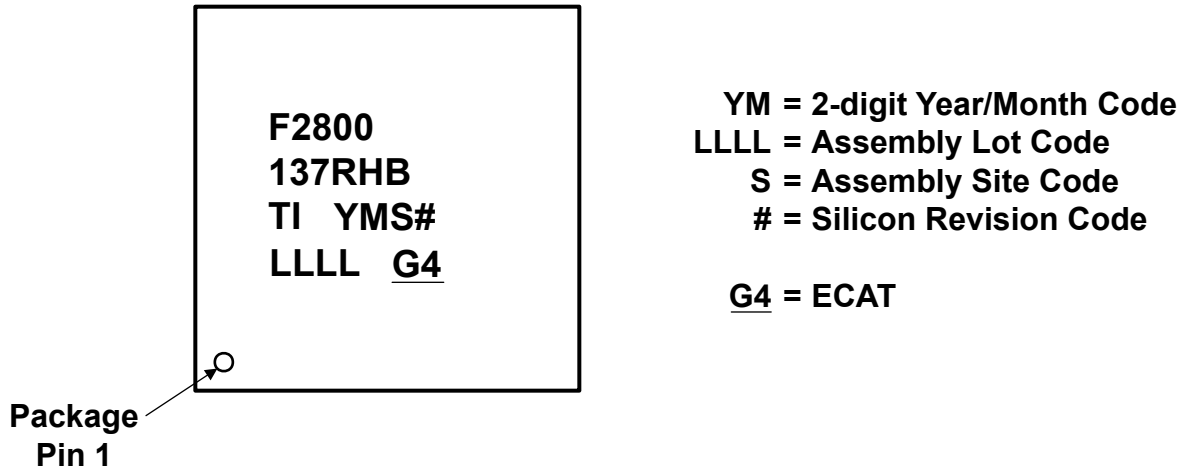 F2800
137RHB
TI YMS#
LLLL G4
YM = 2-digit Year/Month Code
LLLL = Assembly Lot Code
S = Assembly Site Code
# = Silicon Revision Code
G4 = ECAT
Package
Pin 1